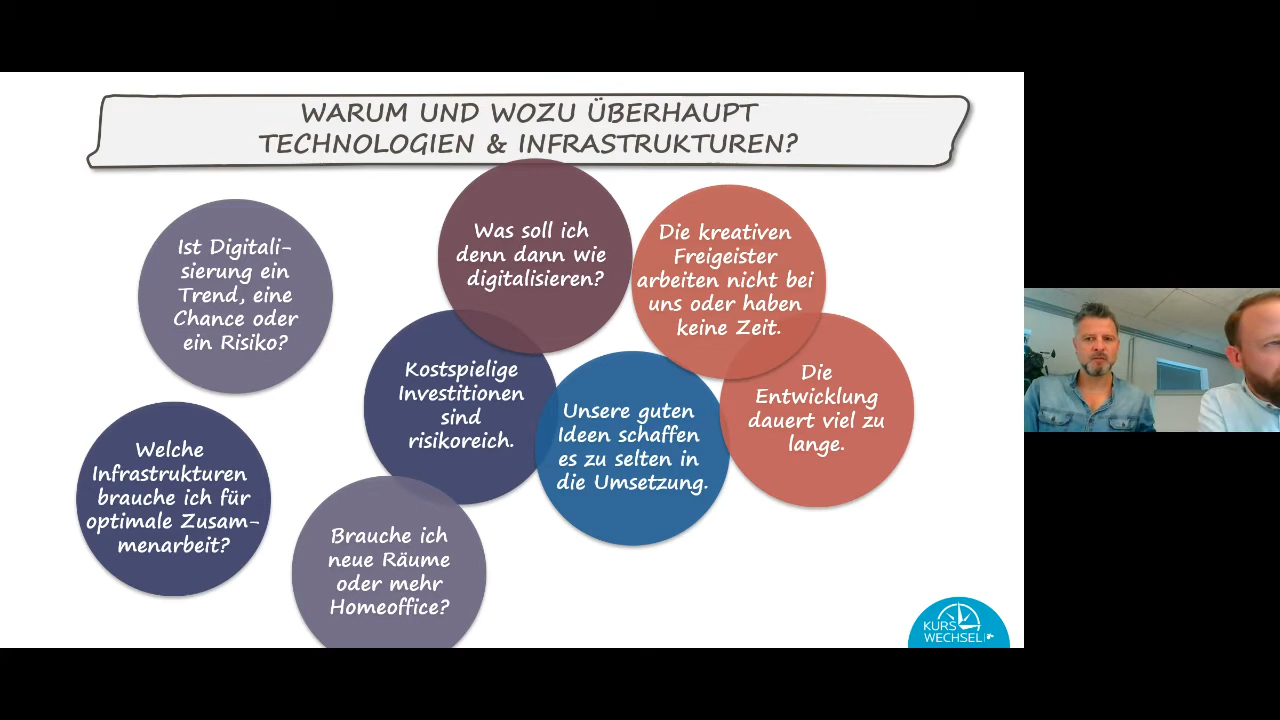 WARUM UND WOZU ÜBERHAUPT
TECHNOLOGIEN & INFRASTRUKTUREN?
Ist Digitali-
sierung ein
Trend, eine
Chance oder
ein Risiko?
Was soll ich
denn dann wie
digitalisieren?
Die kreativen
Freigeister
arbeiten nicht bei
uns oder haben
keine Zeit.
Kostspielige
Investitionen
sind
risikoreich.
Unsere guten
Ideen schaffen
es zu selten in
die Umsetzung.
Die
Entwicklung
dauert viel zu
lange.
Welche
Infrastrukturen
brauche ich für
optimale Zusam-
menarbeit?
Brauche ich
neue Räume
oder mehr
Homeoffice?
KURS
WECHSEL